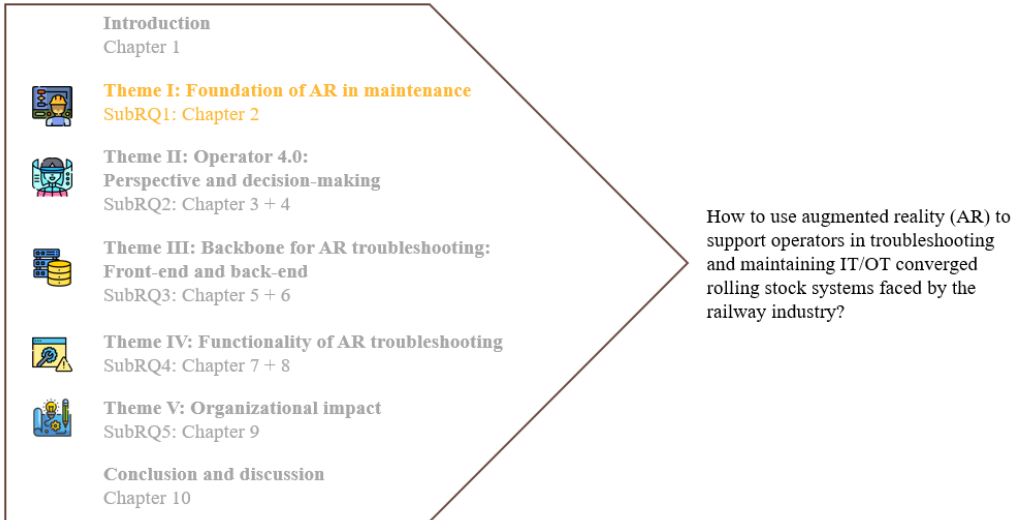 Introduction
Chapter 1
Theme I: Foundation of AR in maintenance
SubRQ1: Chapter 2
Theme II: Operator 4.0:
Perspective and decision-making
SubRQ2: Chapter 3 + 4
Theme III: Backbone for AR troubleshooting:
Front-end and back-end
SubRQ3: Chapter 5 + 6
Theme IV: Functionality of AR troubleshooting
SubRQ4: Chapter 7 + 8
Theme V: Organizational impact
SubRQ5: Chapter 9
Conclusion and discussion
Chapter 10
How to use augmented reality (AR) to
support operators in troubleshooting
and maintaining IT/OT converged
rolling stock systems faced by the
railway industry?